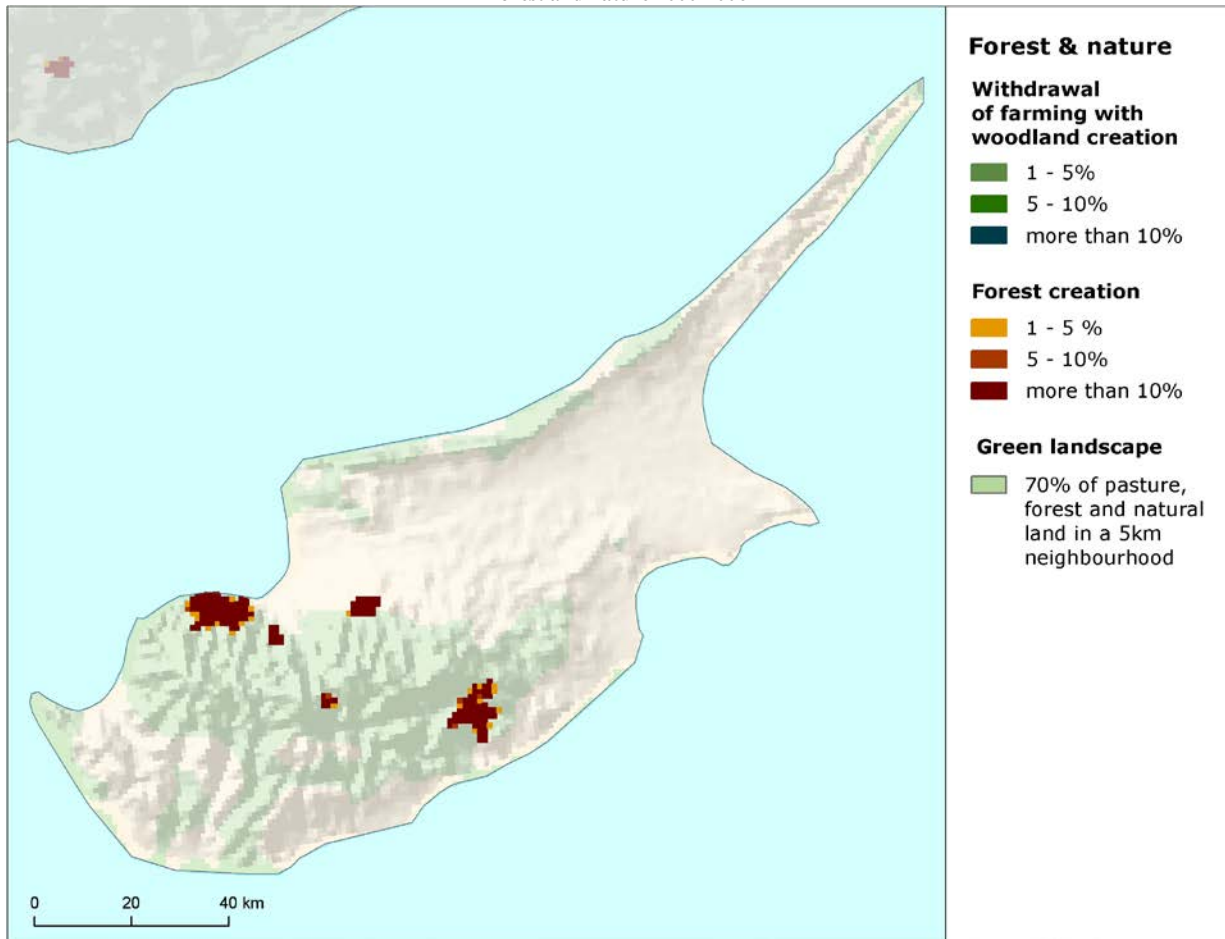 Forest & nature
Withdrawal
of farming with
woodland creation
1 - 5%
5 - 10%
more than 10%
Forest creation
1 - 5 %
5 - 10%
more than 10%
Green landscape
70% of pasture,
forest and natural
land in a 5km
neighbourhood
0 20 40 km